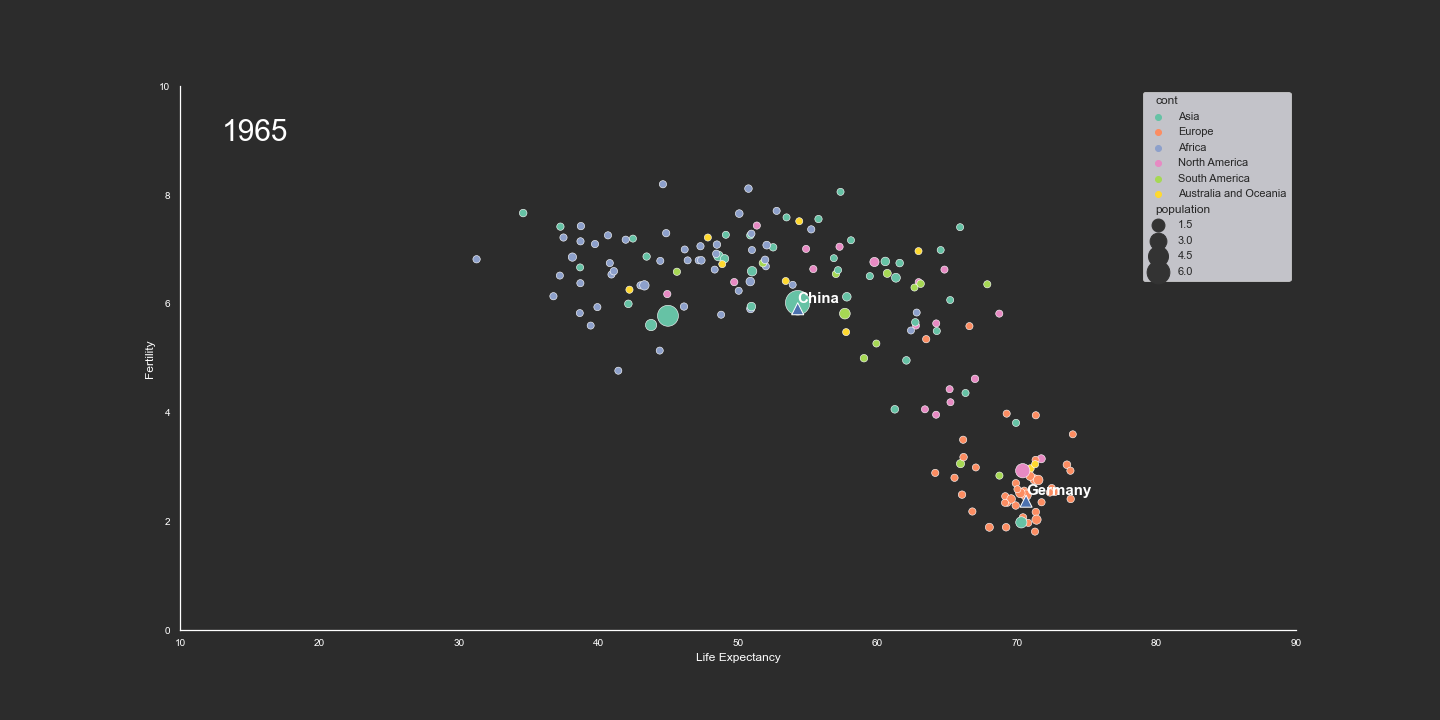 1965
cont
Asia
Europe
Africa
North America
South America
Australia and Oceania
population
1.5
3.0
4.5
6.0
China
Germany
Fertility
10
8
6
4
2
0
10 20 30 40 50 60 70 80 90
Life Expectancy